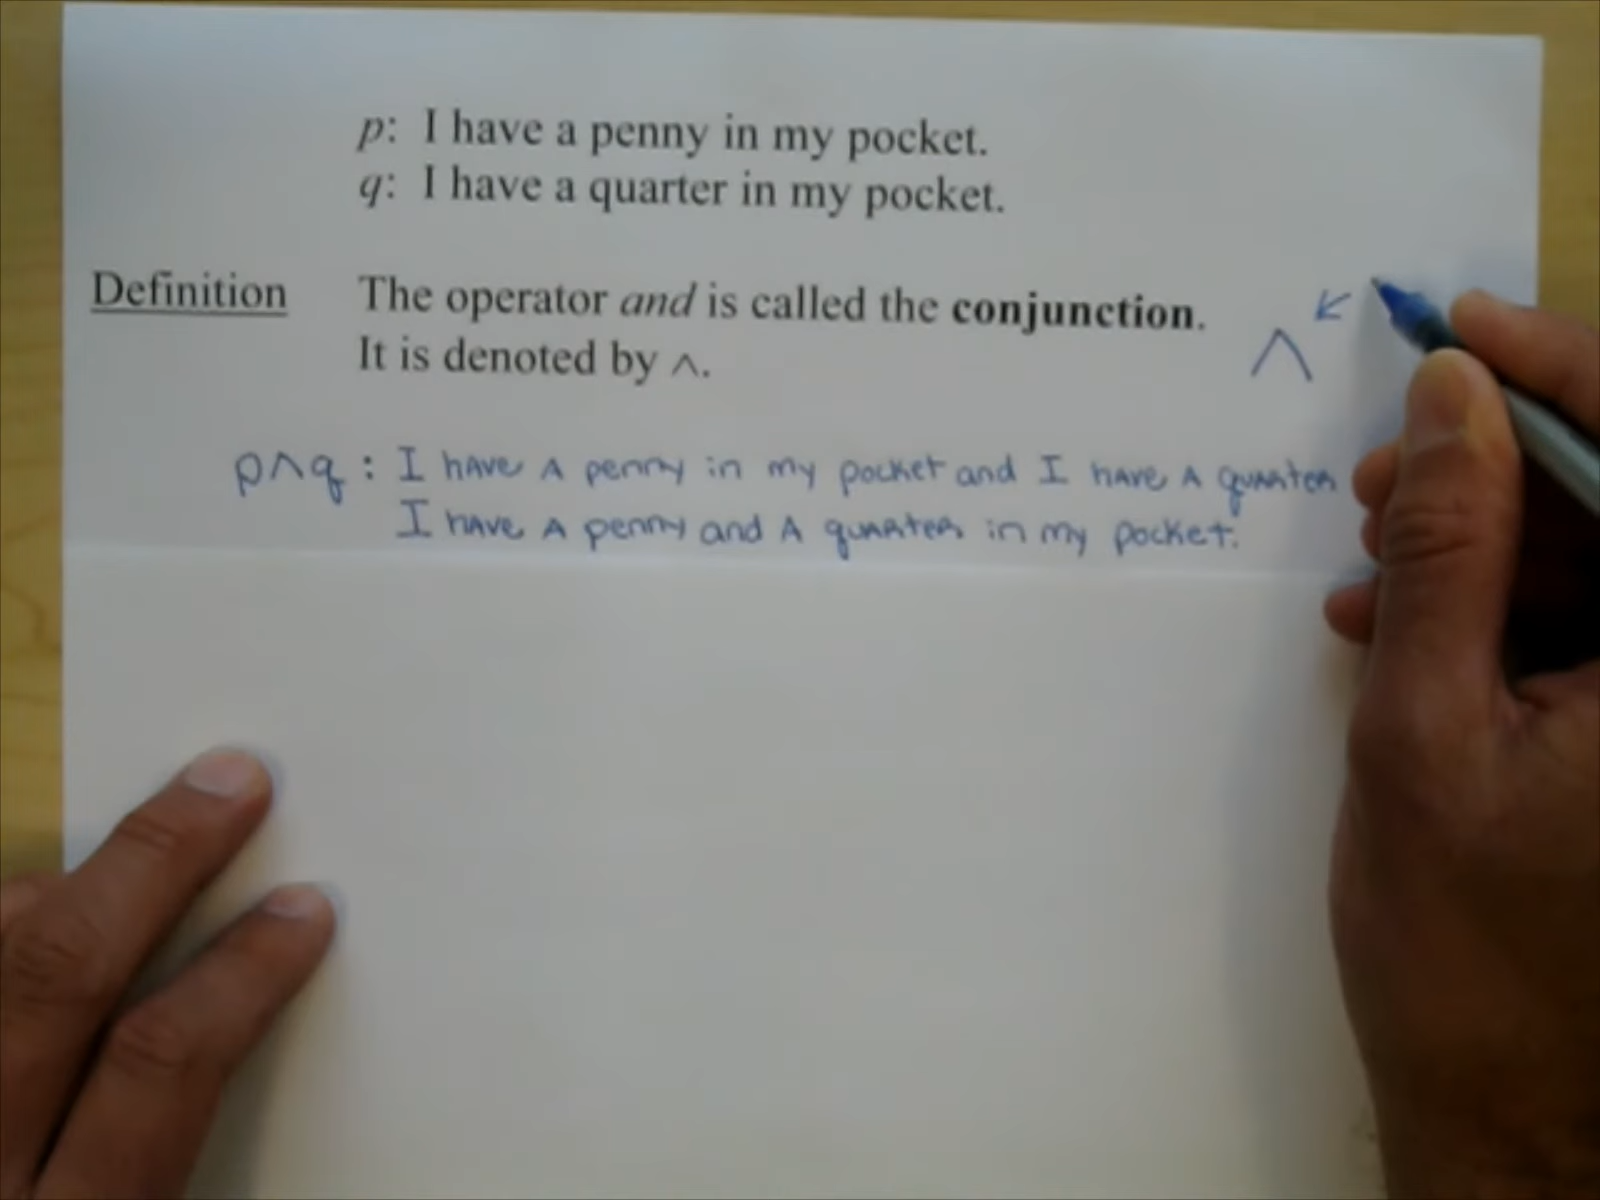 p: I have a penny in my pocket.
q: I have a quarter in my pocket.
Definition The operator and is called the conjunction.
It is denoted by ∧.
∧
p∧q : I have a penny in my pocket and I have a quarter
I have a penny and a quarter in my pocket.